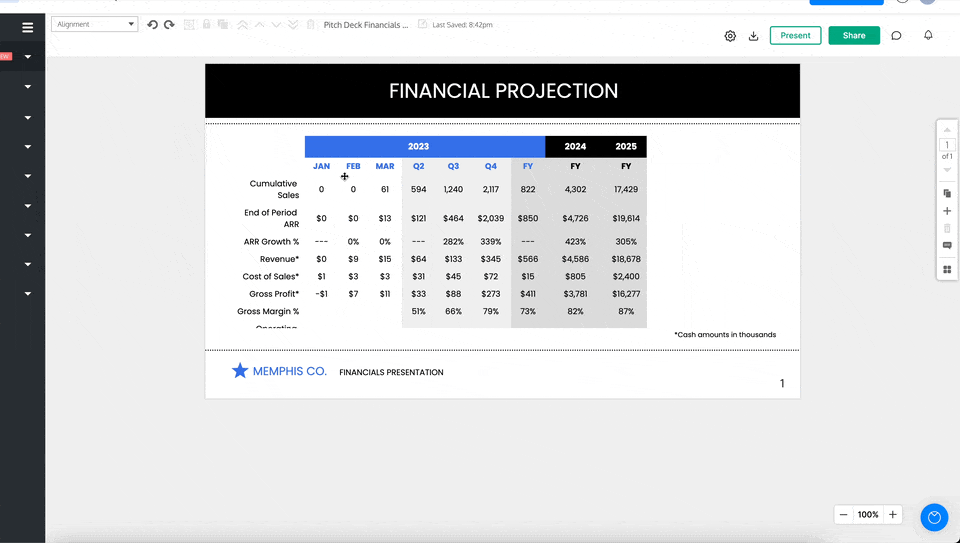 Alignment
Pitch Deck Financials ...
Last Saved: 8:42pm
Present
Share
FINANCIAL PROJECTION
2023 2024 2025
JAN FEB MAR Q2 Q3 Q4 FY FY FY
Cumulative Sales 0 0 61 594 1,240 2,117 822 4,302 17,429
End of Period ARR $0 $0 $13 $121 $464 $2,039 $850 $4,726 $19,614
ARR Growth % --- 0% 0% --- 282% 339% --- 423% 305%
Revenue* $0 $9 $15 $64 $133 $345 $566 $4,586 $18,678
Cost of Sales* $1 $3 $3 $31 $45 $72 $15 $805 $2,400
Gross Profit* -$1 $7 $11 $33 $88 $273 $411 $3,781 $16,277
Gross Margin % 51% 66% 79% 73% 82% 87%
Operating
*Cash amounts in thousands
MEMPHIS CO. FINANCIALS PRESENTATION
1
1
of 1
100%